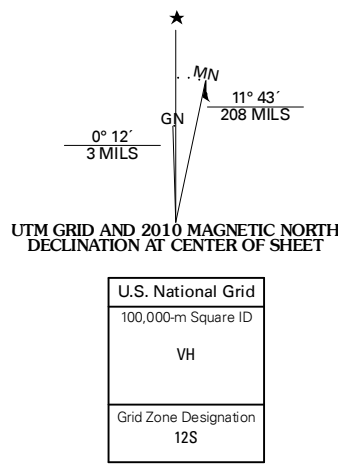 MN
GN
11° 43´
208 MILS
0° 12´
3 MILS
UTM GRID AND 2010 MAGNETIC NORTH
DECLINATION AT CENTER OF SHEET
U.S. National Grid
100,000-m Square ID
VH
Grid Zone Designation
12S